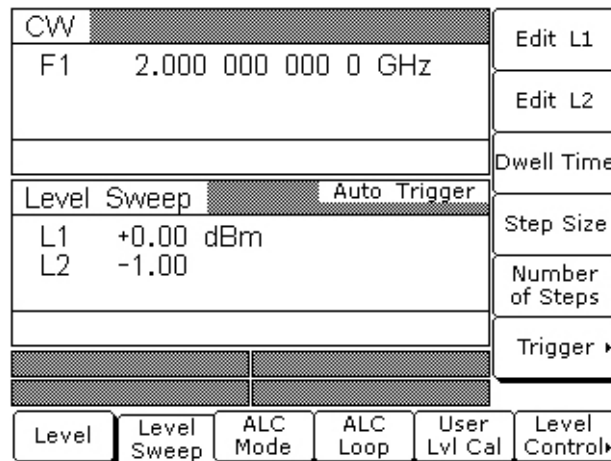 CW
F1 2.000 000 000 0 GHz
Level Sweep Auto Trigger
L1 +0.00 dBm
L2 -1.00
Edit L1
Edit L2
Dwell Time
Step Size
Number
of Steps
Trigger
Level
Level
Sweep
ALC
Mode
ALC
Loop
User
Lvl Cal
Level
Control